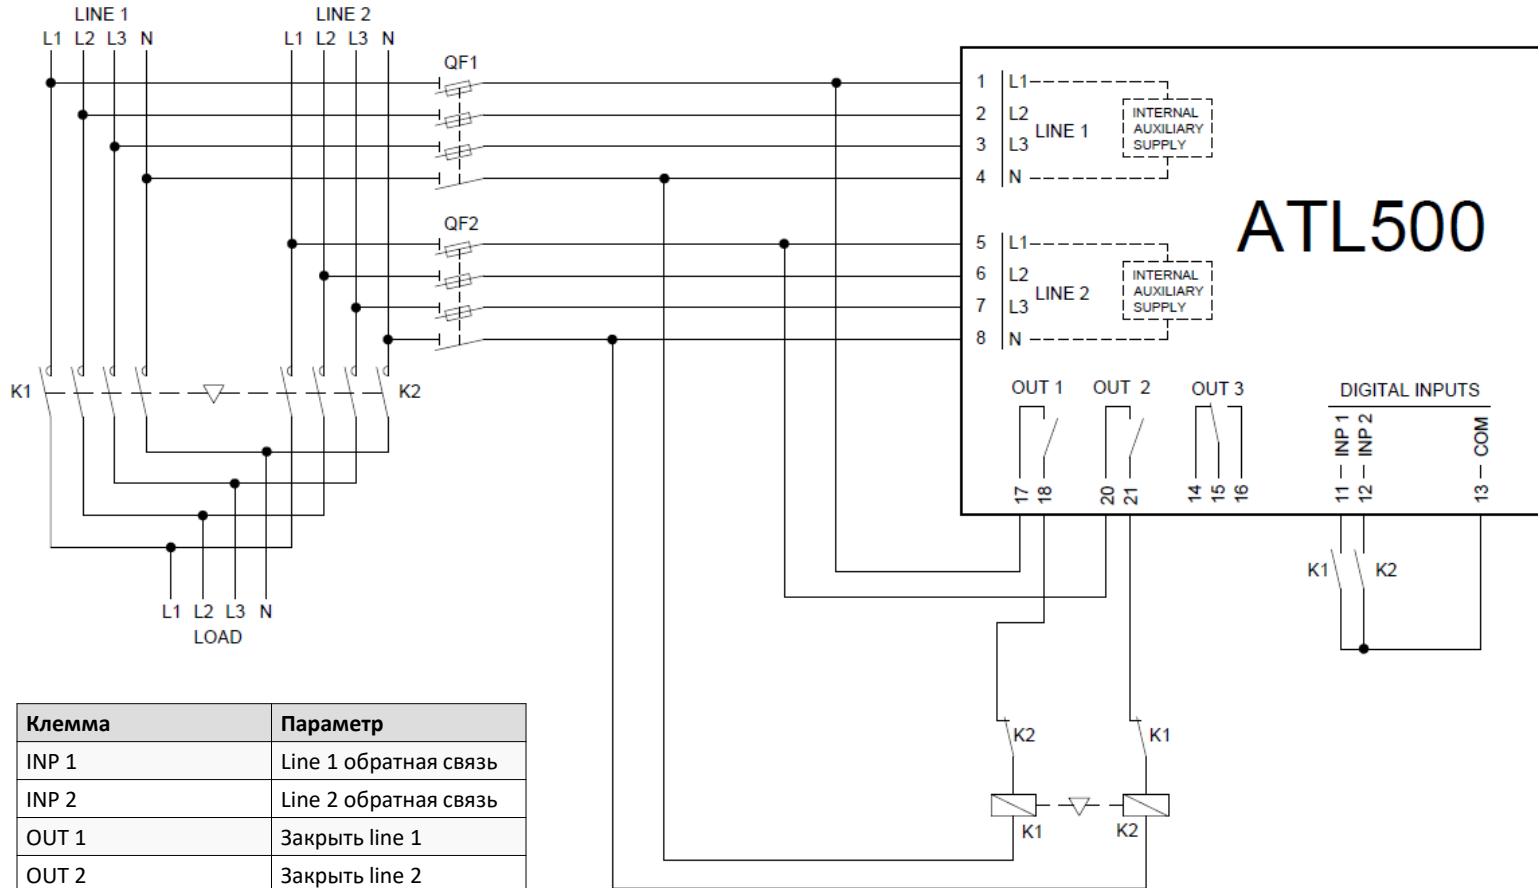 LINE 1
LINE 2
L1 L2 L3 N
L1 L2 L3 N
QF1
1 L1
2 L2
3 L3
4 N
LINE 1
INTERNAL
AUXILIARY
SUPPLY
ATL500
QF2
5 L1
6 L2
7 L3
8 N
LINE 2
INTERNAL
AUXILIARY
SUPPLY
K1
K2
OUT 1
OUT 2
OUT 3
DIGITAL INPUTS
17
18
20
21
14
15
16
11 INP 1
12 INP 2
13 COM
K1
K2
L1 L2 L3 N
LOAD
K2
K1
K1
K2
Клемма Параметр
INP 1 Line 1 обратная связь
INP 2 Line 2 обратная связь
OUT 1 Закрыть line 1
OUT 2 Закрыть line 2